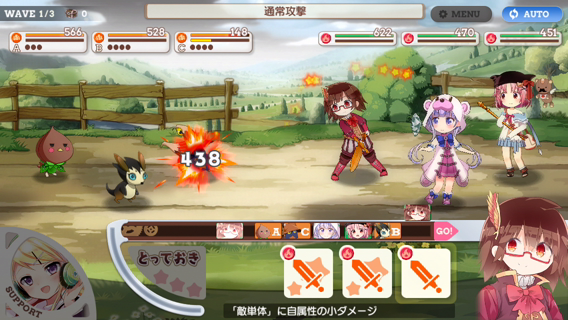 WAVE 1/3 0
通常攻撃
MENU
AUTO
566
528
148
622
470
451
A
B
C
438
A C B GO!
とっておき
SUPPORT
「敵単体」に自属性の小ダメージ